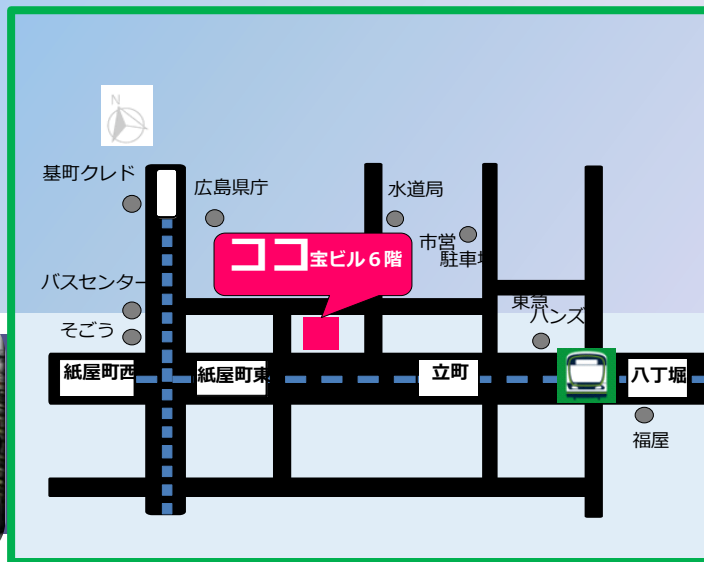 N
基町クレド
広島県庁
水道局
市営
駐車場
ココ宝ビル６階
バスセンター
そごう
東急
ハンズ
紙屋町西
紙屋町東
立町
八丁堀
福屋